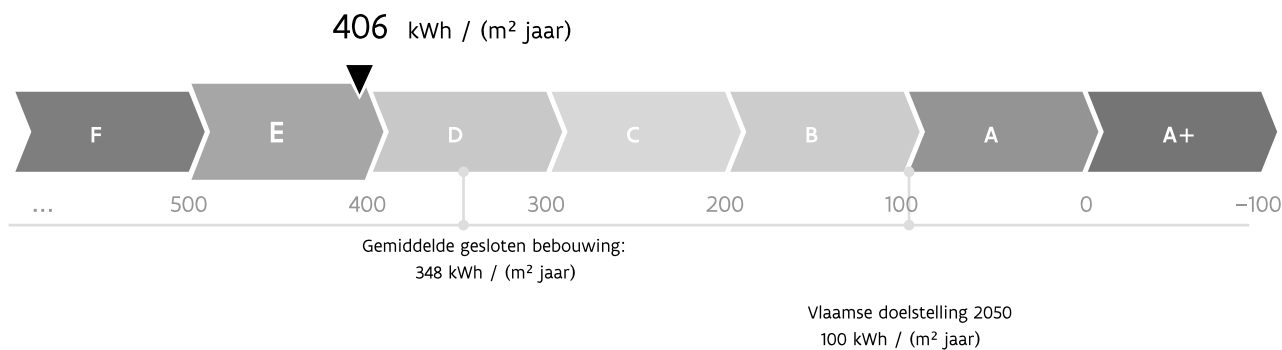 406 kWh / (m² jaar)
F E D C B A A+
... 500 400 300 200 100 0 −100
Gemiddelde gesloten bebouwing:
348 kWh / (m² jaar)
Vlaamse doelstelling 2050
100 kWh / (m² jaar)